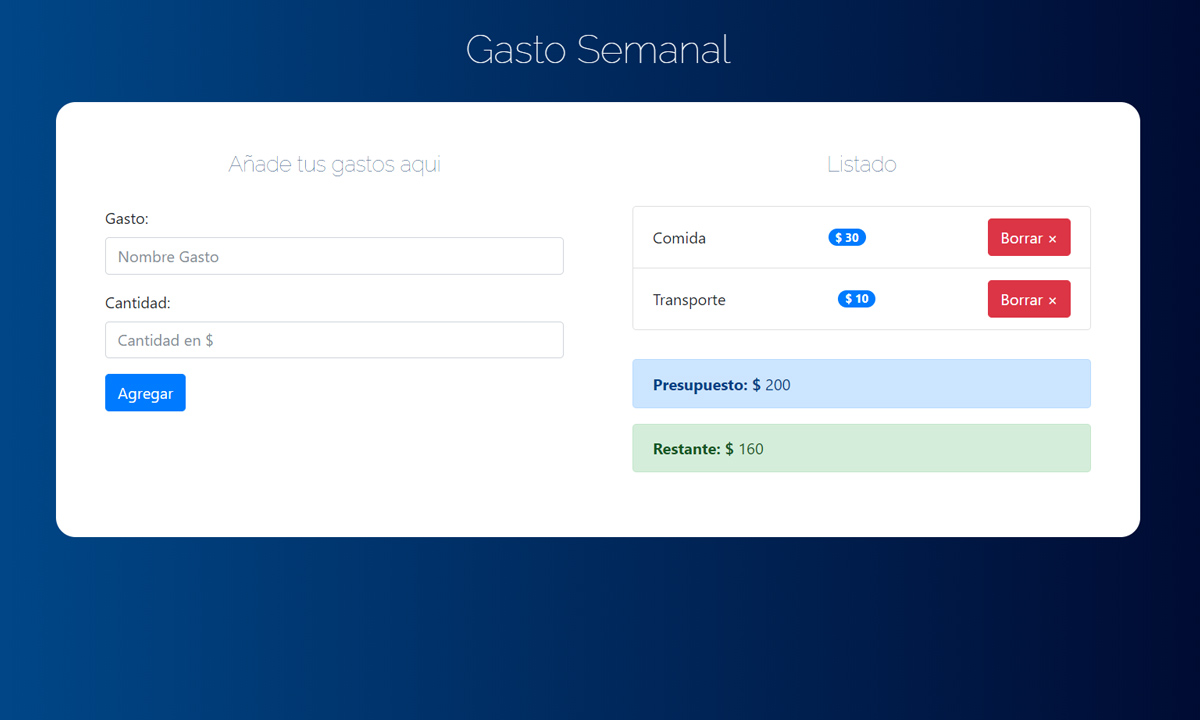 Gasto Semanal
Añade tus gastos aqui
Gasto:
Nombre Gasto
Cantidad:
Cantidad en $
Agregar
Listado
Comida $ 30 Borrar ×
Transporte $ 10 Borrar ×
Presupuesto: $ 200
Restante: $ 160